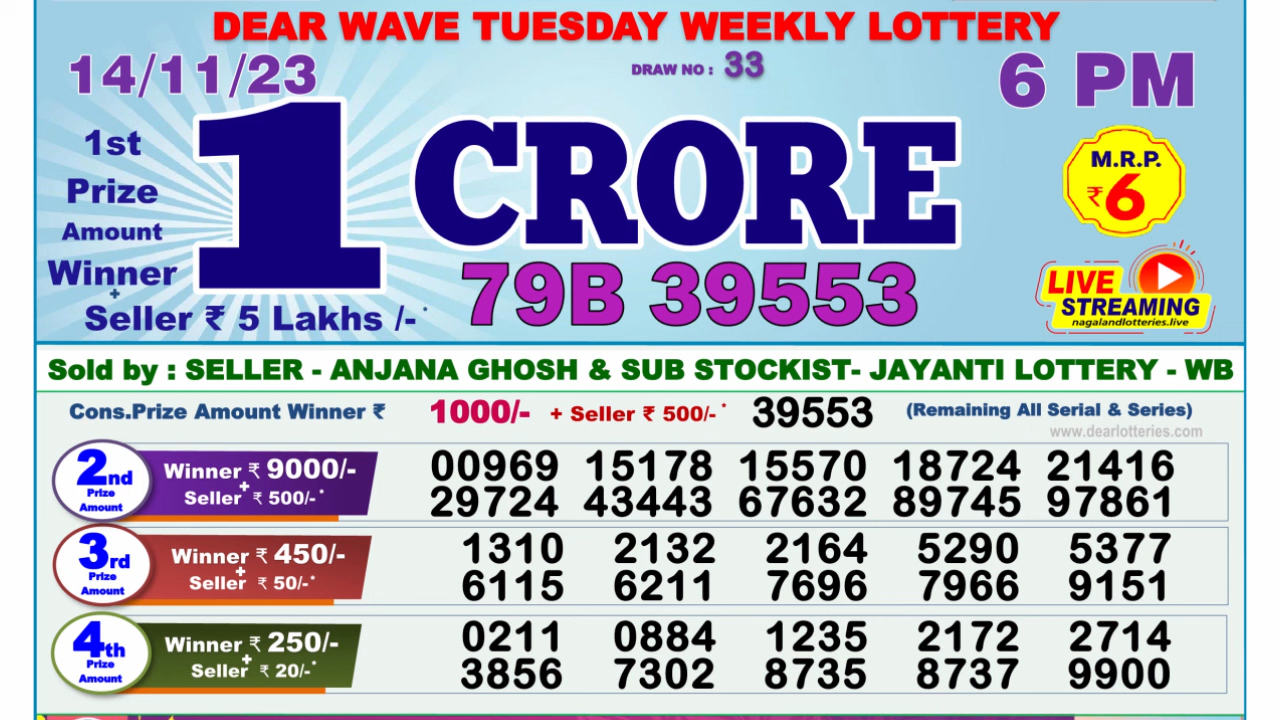 DEAR WAVE TUESDAY WEEKLY LOTTERY
14/11/23
DRAW NO : 33
6 PM
1st
Prize
Amount
Winner
+
Seller ₹ 5 Lakhs /-*
1 CRORE
79B 39553
M.R.P.
₹6
LIVE
STREAMING
nagalandlotteries.live
Sold by : SELLER - ANJANA GHOSH & SUB STOCKIST- JAYANTI LOTTERY - WB
Cons.Prize Amount Winner ₹ 1000/- + Seller ₹ 500/-* 39553 (Remaining All Serial & Series)
www.dearlotteries.com
2nd
Prize
Amount
Winner ₹ 9000/-
+
Seller ₹ 500/-*
00969 15178 15570 18724 21416
29724 43443 67632 89745 97861
3rd
Prize
Amount
Winner ₹ 450/-
+
Seller ₹ 50/-*
1310 2132 2164 5290 5377
6115 6211 7696 7966 9151
4th
Prize
Amount
Winner ₹ 250/-
+
Seller ₹ 20/-*
0211 0884 1235 2172 2714
3856 7302 8735 8737 9900